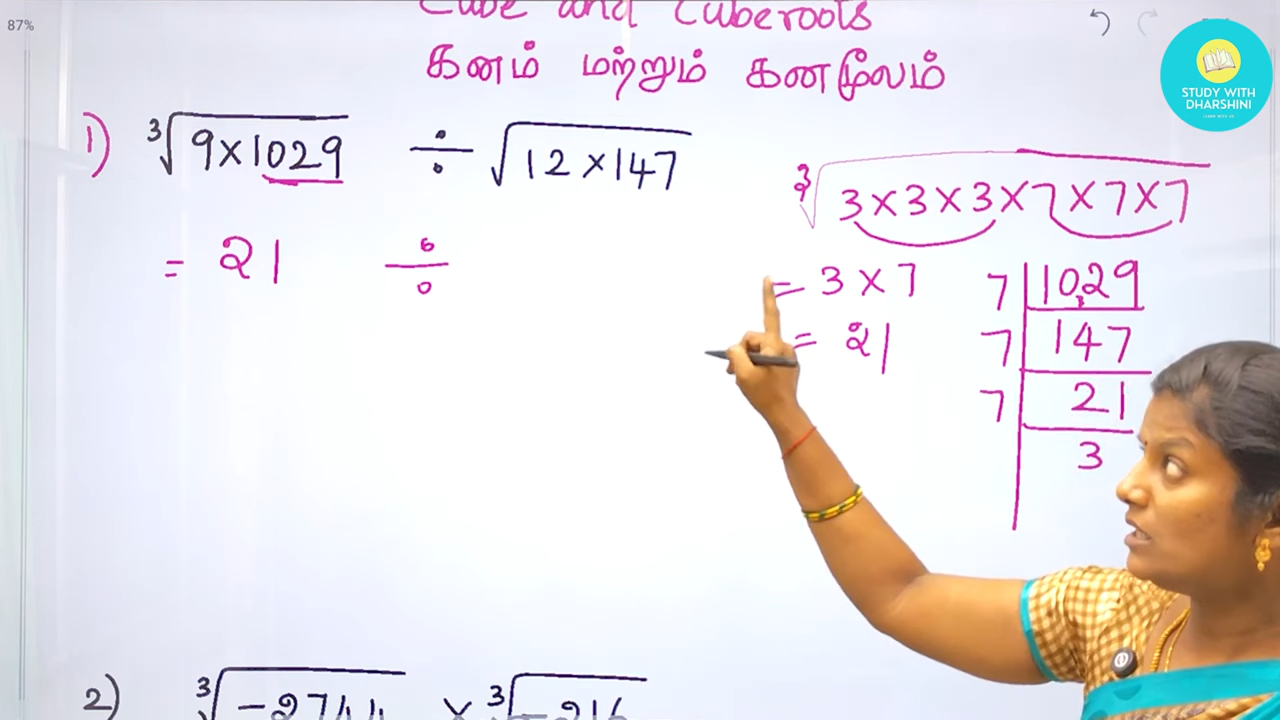 87%
Cube and Cuberoots
கனம் மற்றும் கனமூலம்
STUDY WITH
DHARSHINI
1) ³√9×1029 ÷ √12×147
= 21 ÷
³√3×3×3×7×7×7
= 3×7
= 21
7 | 1029
7 | 147
7 | 21
3
2) ³√-2744 × ³√-216